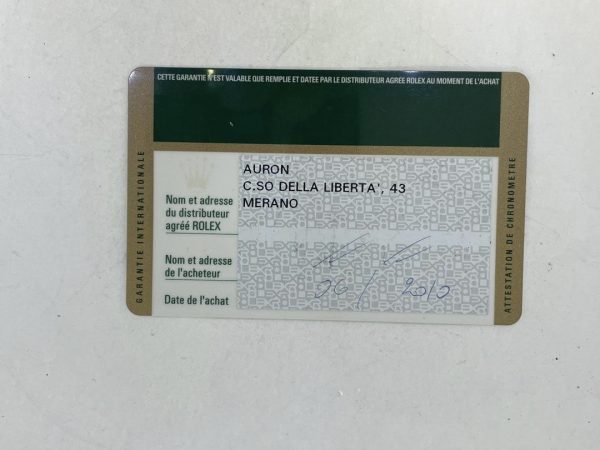 CETTE GARANTIE N'EST VALABLE QUE REMPLIE ET DATEE PAR LE DISTRIBUTEUR AGREE ROLEX AU MOMENT DE L'ACHAT
GARANTIE INTERNATIONALE
Nom et adresse
du distributeur
agréé ROLEX
AURON
C.SO DELLA LIBERTA', 43
MERANO
Nom et adresse
de l'acheteur
Date de l'achat
06/2010
ATTESTATION DE CHRONOMETRE